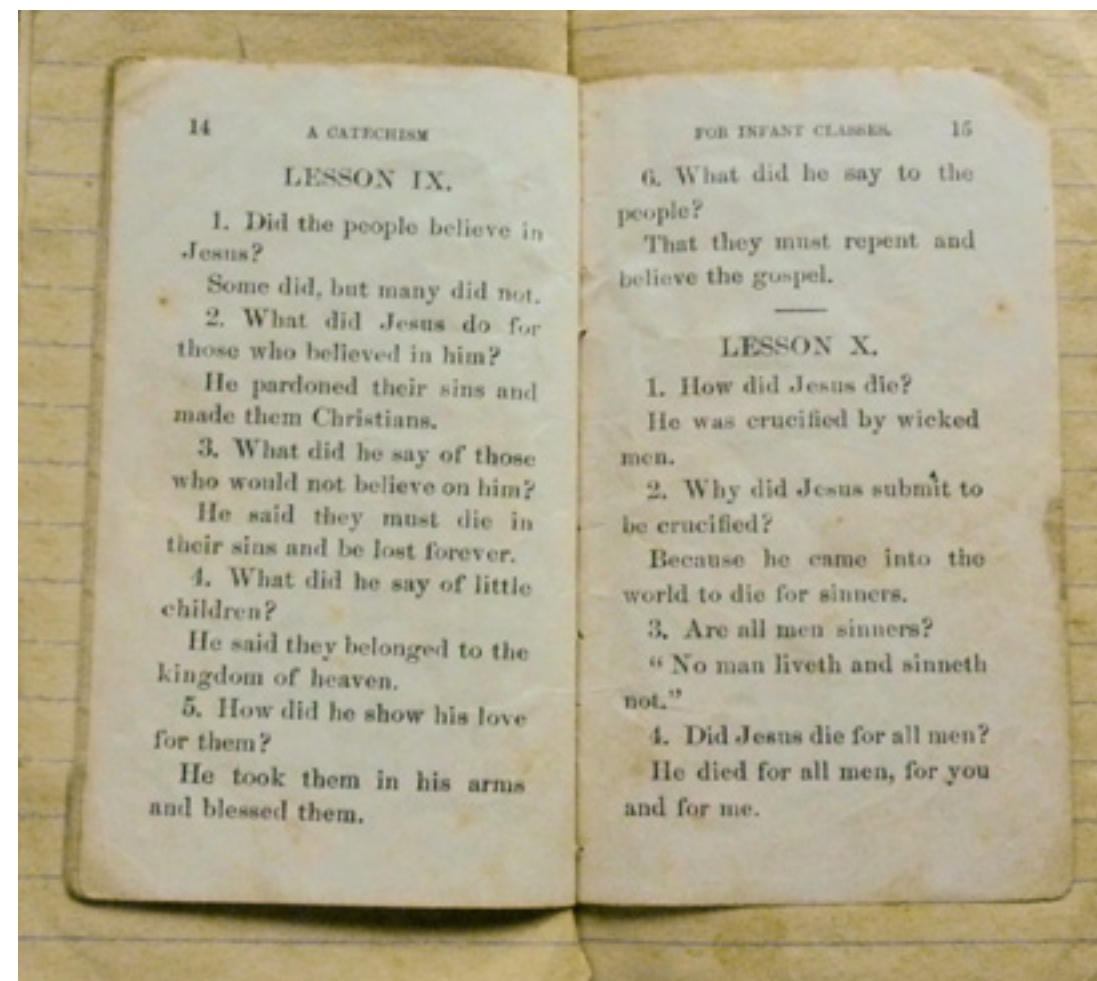 14 A CATECHISM
LESSON IX.
1. Did the people believe in
Jesus?
Some did, but many did not.
2. What did Jesus do for
those who believed in him?
He pardoned their sins and
made them Christians.
3. What did he say of those
who would not believe on him?
He said they must die in
their sins and be lost forever.
4. What did he say of little
children?
He said they belonged to the
kingdom of heaven.
5. How did he show his love
for them?
He took them in his arms
and blessed them.
FOR INFANT CLASSES. 15
6. What did he say to the
people?
That they must repent and
believe the gospel.
LESSON X.
1. How did Jesus die?
He was crucified by wicked
men.
2. Why did Jesus submit to
be crucified?
Because he came into the
world to die for sinners.
3. Are all men sinners?
“ No man liveth and sinneth
not.”
4. Did Jesus die for all men?
He died for all men, for you
and for me.